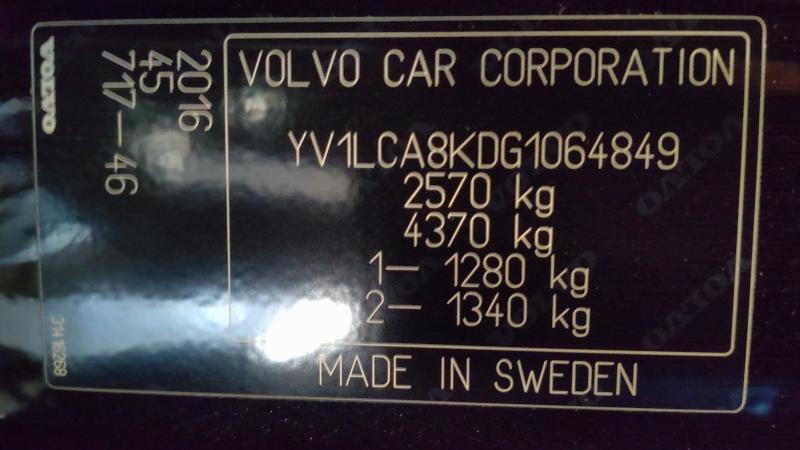 VOLVO
2016
45
717-46
31416268
VOLVO CAR CORPORATION
YV1LCA8KDG1064849
2570 kg
4370 kg
1- 1280 kg
2- 1340 kg
MADE IN SWEDEN